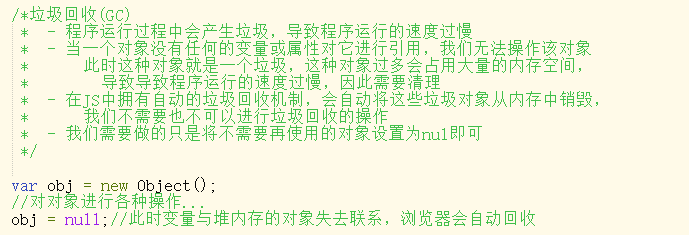 /*垃圾回收(GC)
* - 程序运行过程中会产生垃圾，导致程序运行的速度过慢
* - 当一个对象没有任何的变量或属性对它进行引用，我们无法操作该对象
* 此时这种对象就是一个垃圾，这种对象过多会占用大量的内存空间，
* 导致导致程序运行的速度过慢，因此需要清理
* - 在JS中拥有自动的垃圾回收机制，会自动将这些垃圾对象从内存中销毁，
* 我们不需要也不可以进行垃圾回收的操作
* - 我们需要做的只是将不需要再使用的对象设置为nul即可
*/
var obj = new Object();
//对对象进行各种操作...
obj = null;//此时变量与堆内存的对象失去联系，浏览器会自动回收